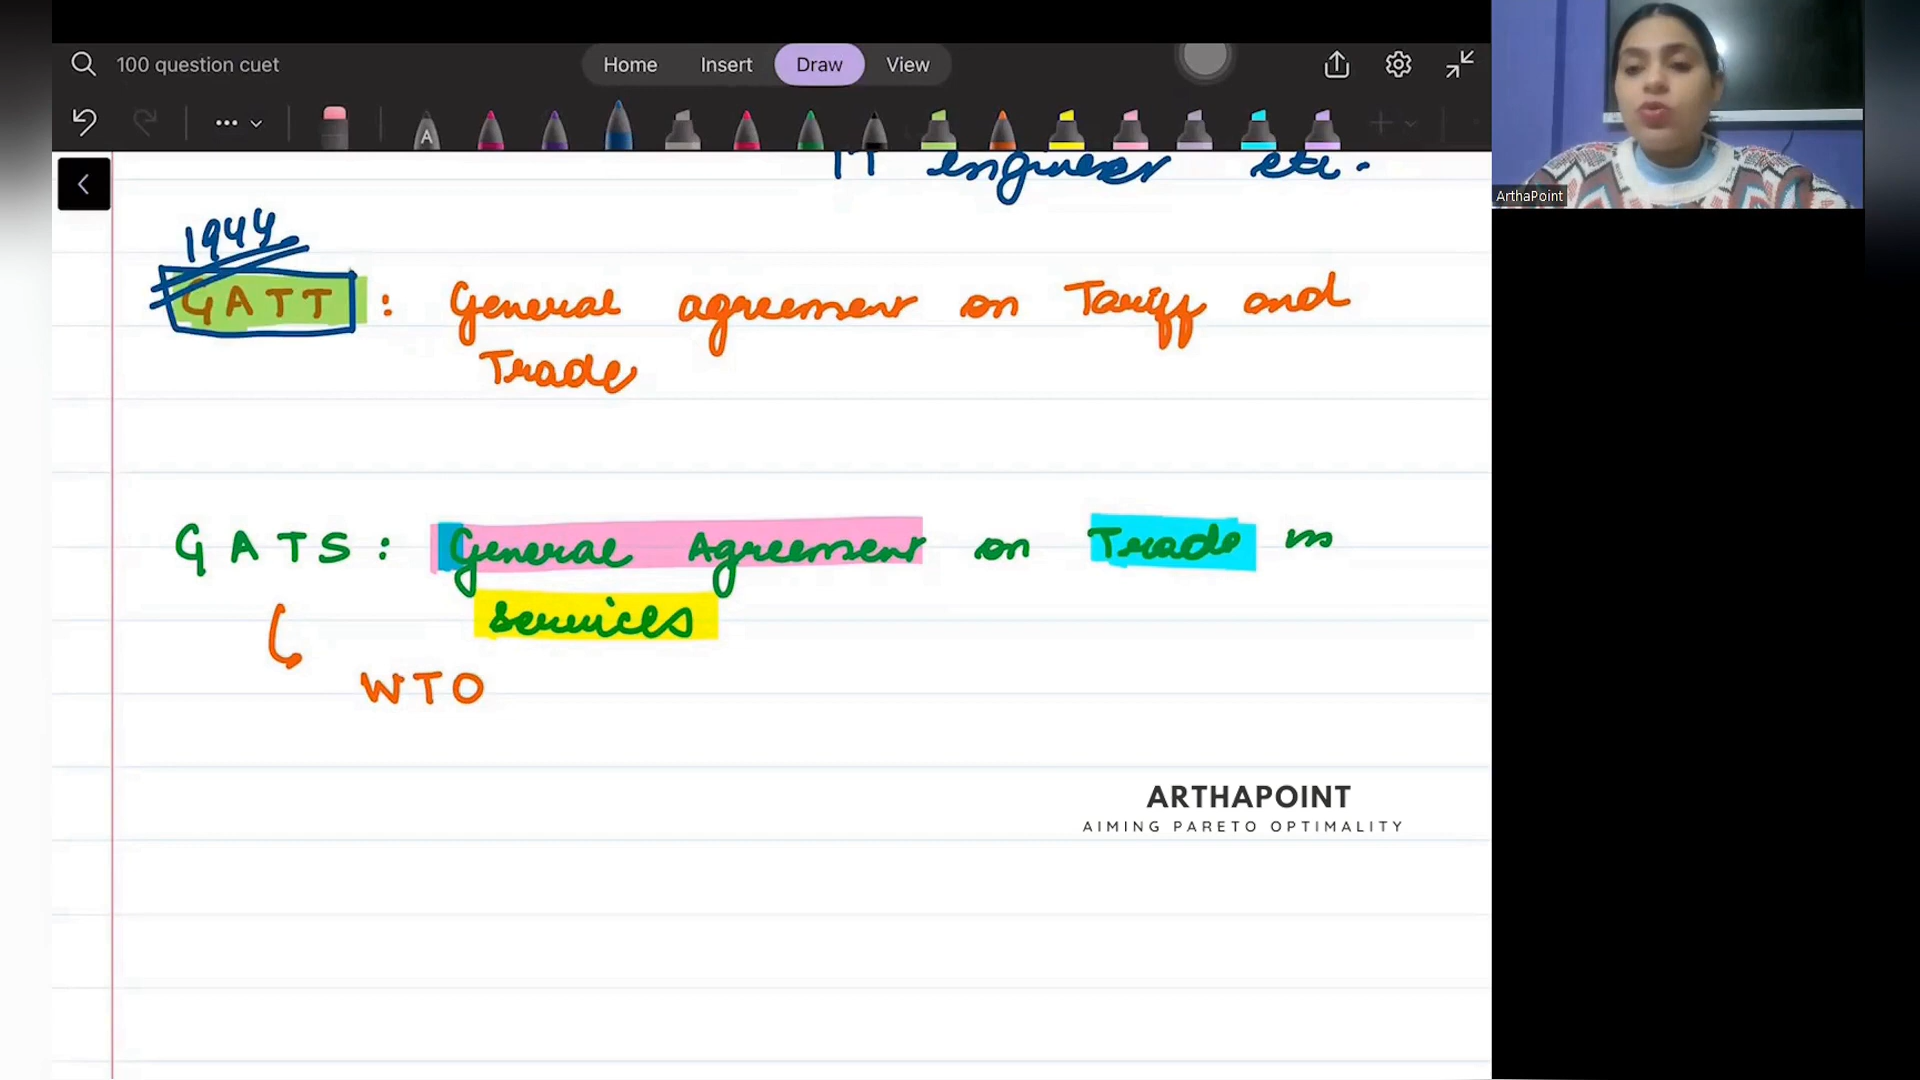 100 question cuet
Home Insert Draw View
A
ArthaPoint
IT engineer etc.
1944
GATT : General agreement on Tariff and
Trade
GATS : General Agreement on Trade in
Services
WTO
ARTHAPOINT
AIMING PARETO OPTIMALITY